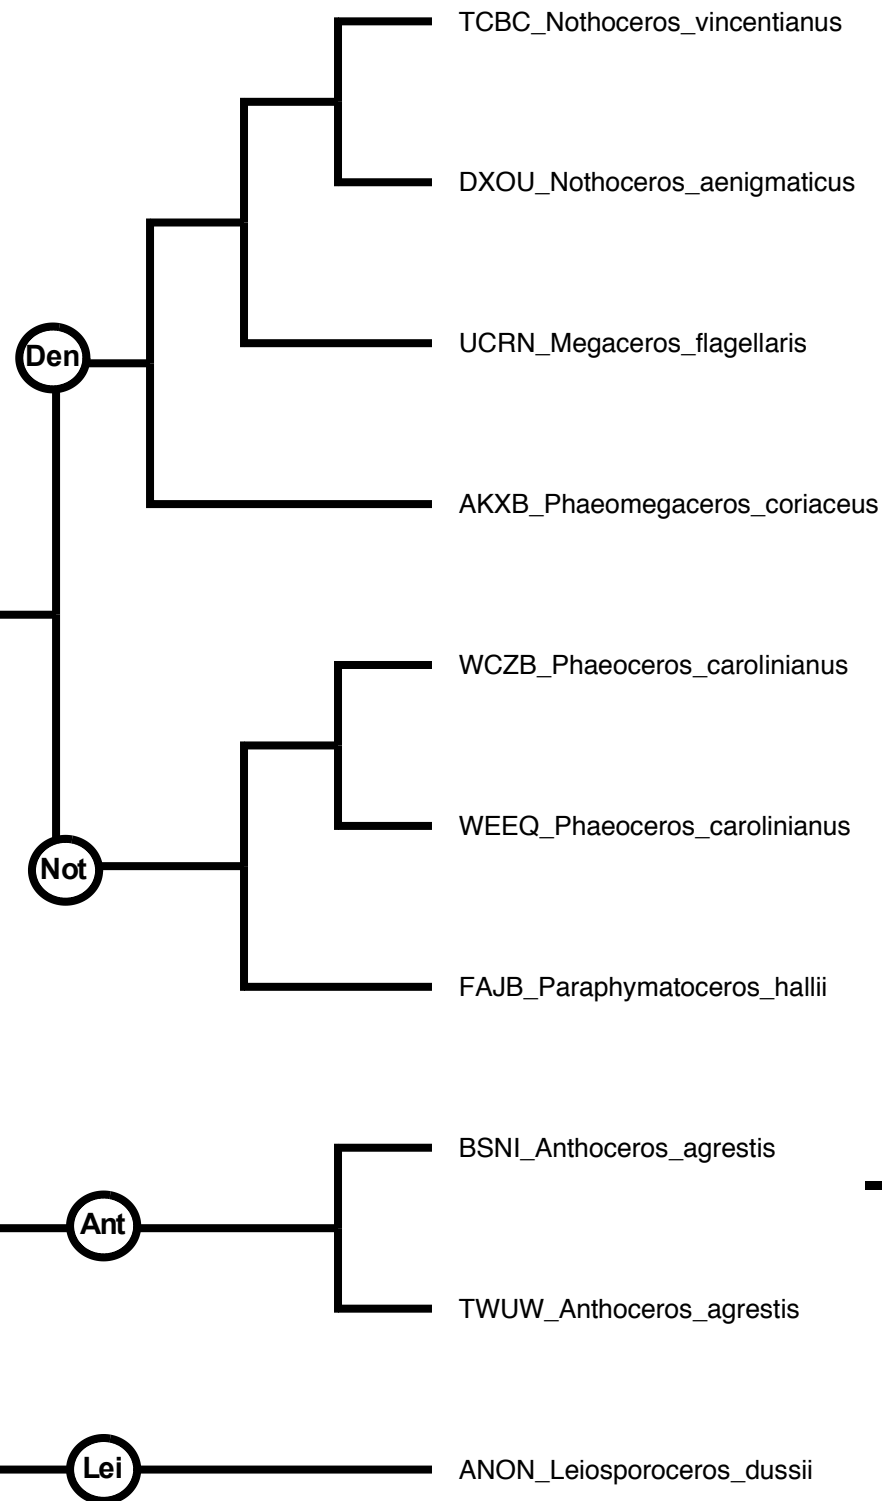 TCBC_Nothoceros_vincentianus
DXOU_Nothoceros_aenigmaticus
UCRN_Megaceros_flagellaris
Den
AKXB_Phaeomegaceros_coriaceus
WCZB_Phaeoceros_carolinianus
WEEQ_Phaeoceros_carolinianus
Not
FAJB_Paraphymatoceros_hallii
BSNI_Anthoceros_agrestis
Ant
TWUW_Anthoceros_agrestis
Lei
ANON_Leiosporoceros_dussii